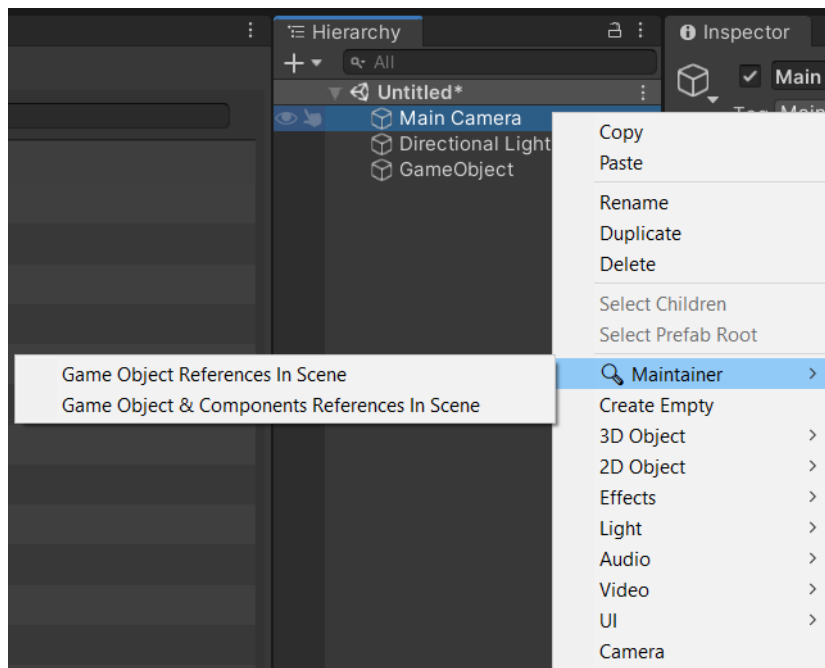 Hierarchy
All
Untitled*
Main Camera
Directional Light
GameObject
Inspector
Main
Copy
Paste
Rename
Duplicate
Delete
Select Children
Select Prefab Root
Maintainer
Game Object References In Scene
Game Object & Components References In Scene
Create Empty
3D Object
2D Object
Effects
Light
Audio
Video
UI
Camera